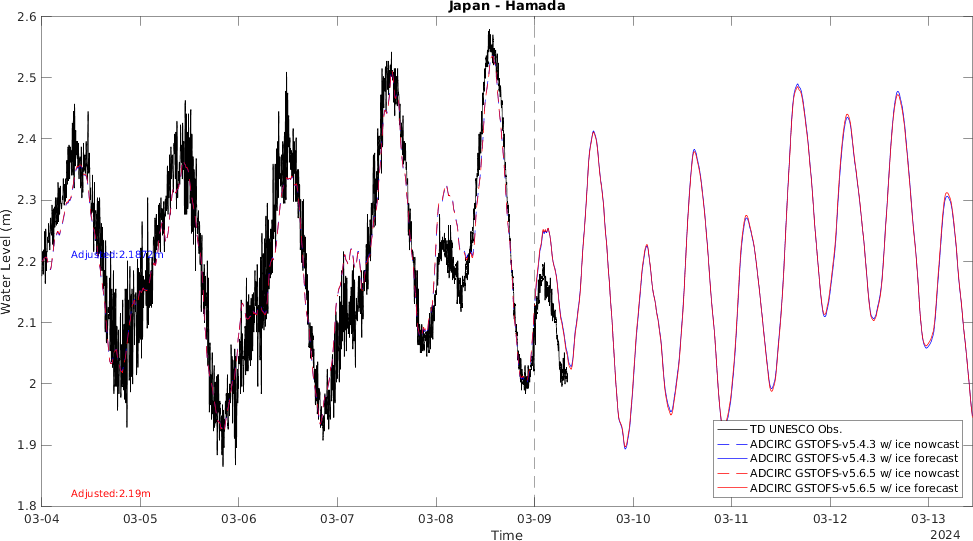 Japan - Hamada
Water Level (m)
2.6
2.5
2.4
2.3
2.2
2.1
2
1.9
1.8
Adjusted:2.1872m
Adjusted:2.19m
TD UNESCO Obs.
ADCIRC GSTOFS-v5.4.3 w/ ice nowcast
ADCIRC GSTOFS-v5.4.3 w/ ice forecast
ADCIRC GSTOFS-v5.6.5 w/ ice nowcast
ADCIRC GSTOFS-v5.6.5 w/ ice forecast
03-04 03-05 03-06 03-07 03-08 03-09 03-10 03-11 03-12 03-13
Time
2024